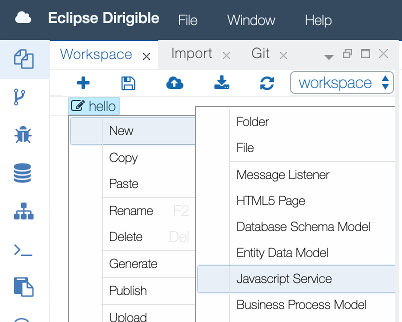 Eclipse Dirigible File Window Help
Workspace Import Git
workspace
hello
New
Copy
Paste
Rename F2
Delete Del
Generate
Publish
Upload
Folder
File
Message Listener
HTML5 Page
Database Schema Model
Entity Data Model
Javascript Service
Business Process Model